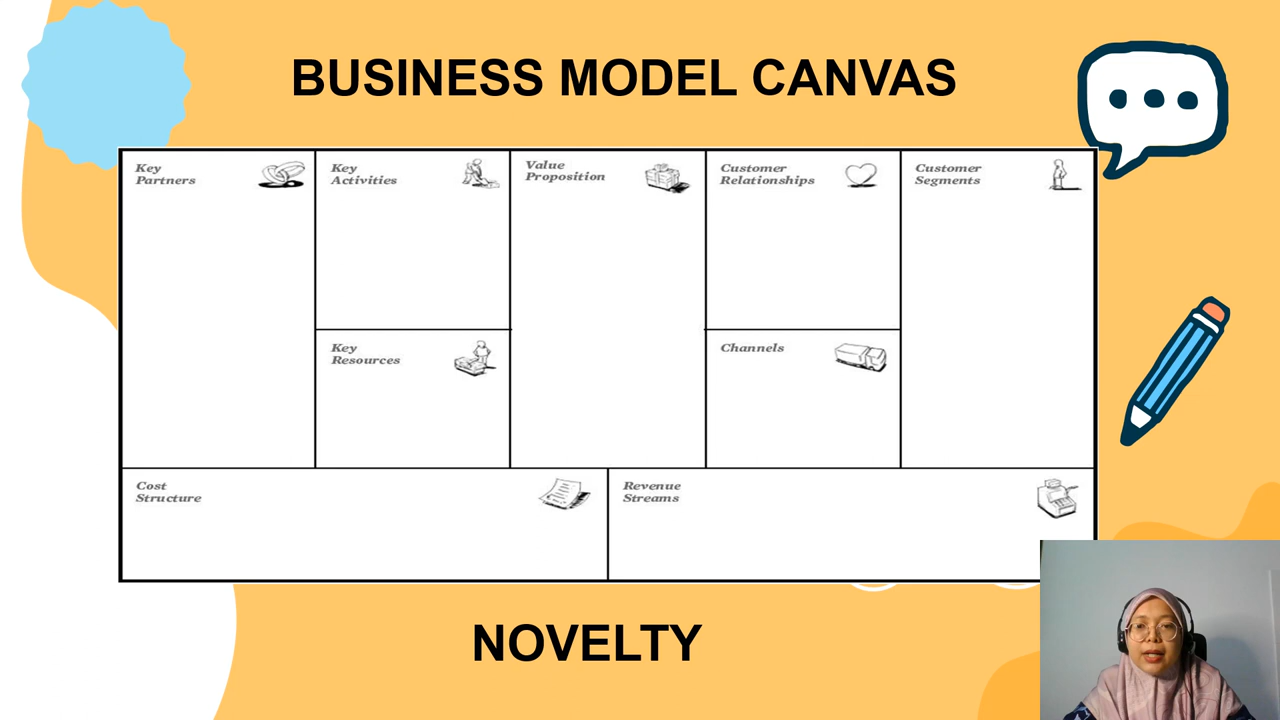 BUSINESS MODEL CANVAS
Key
Partners
Key
Activities
Value
Proposition
Customer
Relationships
Customer
Segments
Key
Resources
Channels
Cost
Structure
Revenue
Streams
NOVELTY